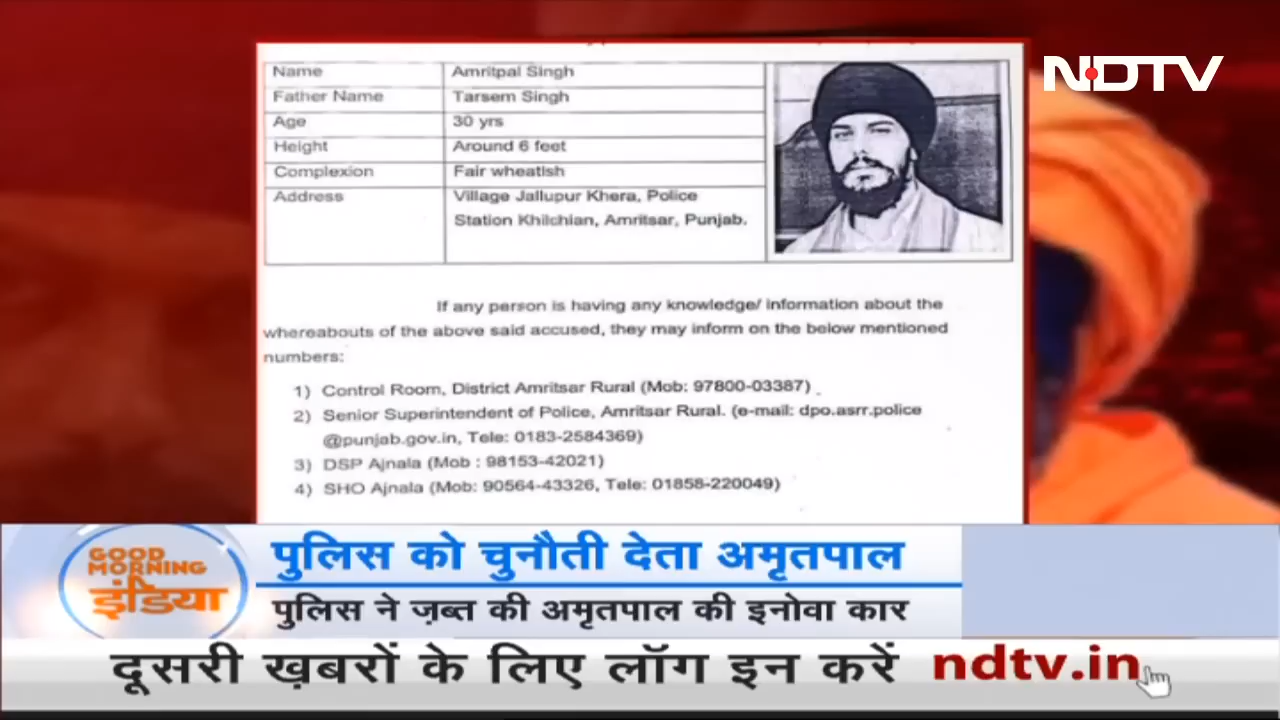 NDTV
Name Amritpal Singh
Father Name Tarsem Singh
Age 30 yrs
Height Around 6 feet
Complexion Fair wheatish
Address Village Jallupur Khera, Police
Station Khilchian, Amritsar, Punjab.
If any person is having any knowledge/ information about the
whereabouts of the above said accused, they may inform on the below mentioned
numbers:
1) Control Room, District Amritsar Rural (Mob: 97800-03387)
2) Senior Superintendent of Police, Amritsar Rural. (e-mail: dpo.asrr.police
@punjab.gov.in, Tele: 0183-2584369)
3) DSP Ajnala (Mob : 98153-42021)
4) SHO Ajnala (Mob: 90564-43326, Tele: 01858-220049)
GOOD
MORNING
इंडिया
पुलिस को चुनौती देता अमृतपाल
पुलिस ने ज़ब्त की अमृतपाल की इनोवा कार
दूसरी ख़बरों के लिए लॉग इन करें ndtv.in